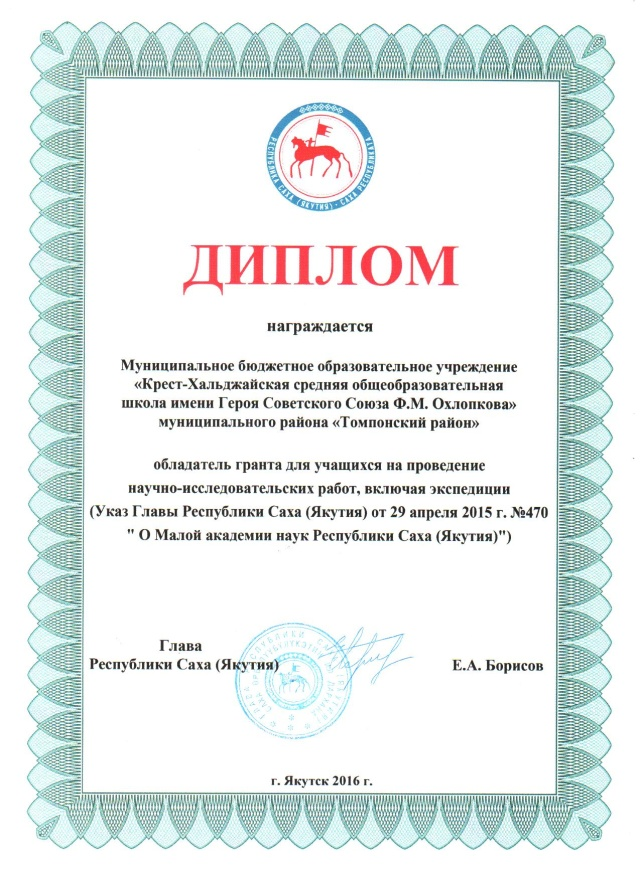 РЕСПУБЛИКА САХА (ЯКУТИЯ) · САХА РЕСПУБЛИКАТА
ДИПЛОМ
награждается
Муниципальное бюджетное образовательное учреждение
«Крест-Хальджайская средняя общеобразовательная
школа имени Героя Советского Союза Ф.М. Охлопкова»
муниципального района «Томпонский район»
обладатель гранта для учащихся на проведение
научно-исследовательских работ, включая экспедиции
(Указ Главы Республики Саха (Якутия) от 29 апреля 2015 г. №470
" О Малой академии наук Республики Саха (Якутия)")
Глава
Республики Саха (Якутия)
Е.А. Борисов
г. Якутск 2016 г.